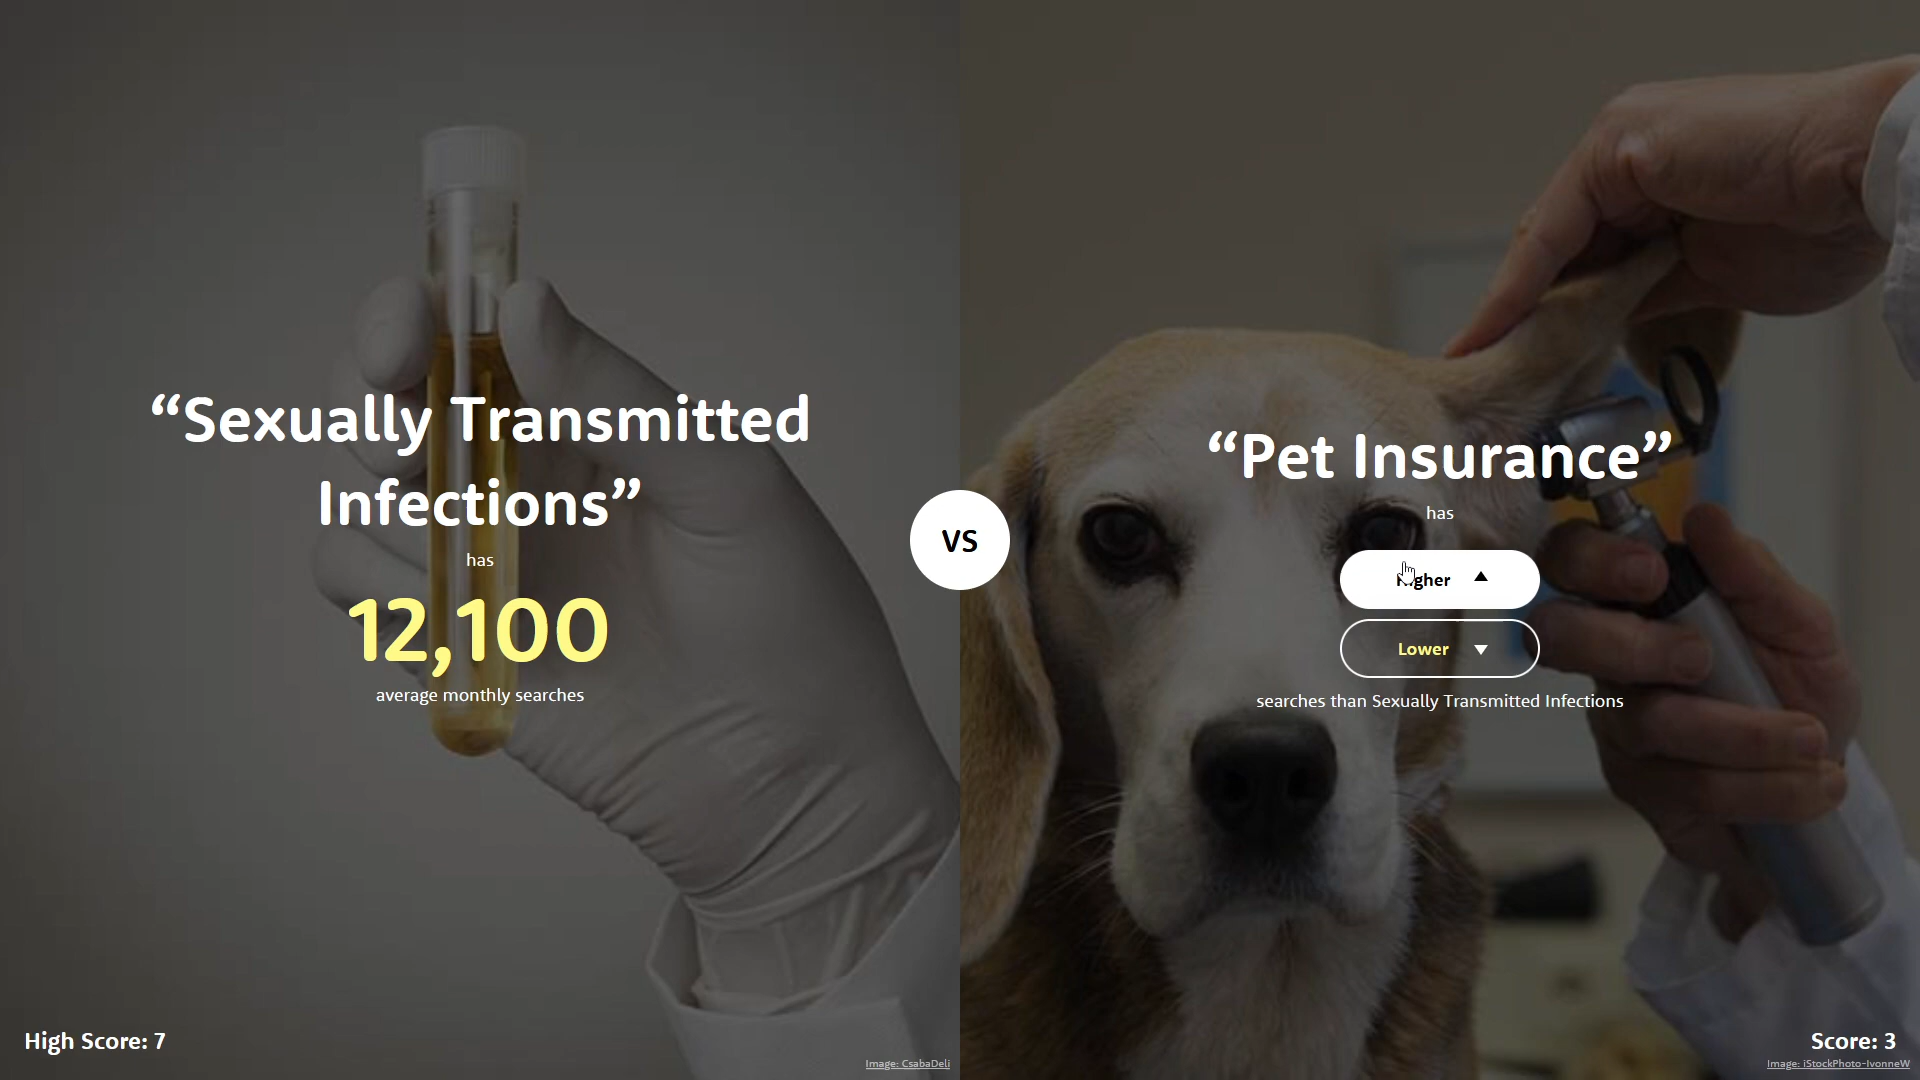 “Sexually Transmitted
Infections”
has
12,100
average monthly searches
VS
“Pet Insurance”
has
Higher
Lower
searches than Sexually Transmitted Infections
High Score: 7
Image: CsabaDeli
Score: 3
Image: iStockPhoto-IvonneW